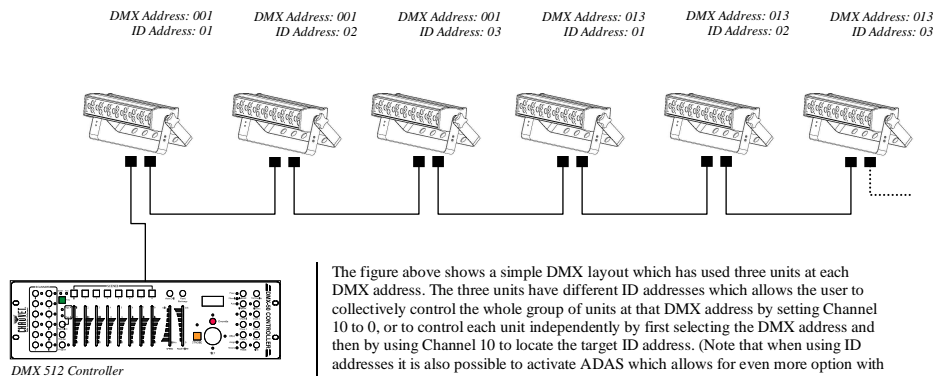 DMX Address: 001
ID Address: 01
DMX Address: 001
ID Address: 02
DMX Address: 001
ID Address: 03
DMX Address: 013
ID Address: 01
DMX Address: 013
ID Address: 02
DMX Address: 013
ID Address: 03
CHAUVET
DMX 512 Controller
The figure above shows a simple DMX layout which has used three units at each
DMX address. The three units have different ID addresses which allows the user to
collectively control the whole group of units at that DMX address by setting Channel
10 to 0, or to control each unit independently by first selecting the DMX address and
then by using Channel 10 to locate the target ID address. (Note that when using ID
addresses it is also possible to activate ADAS which allows for even more option with